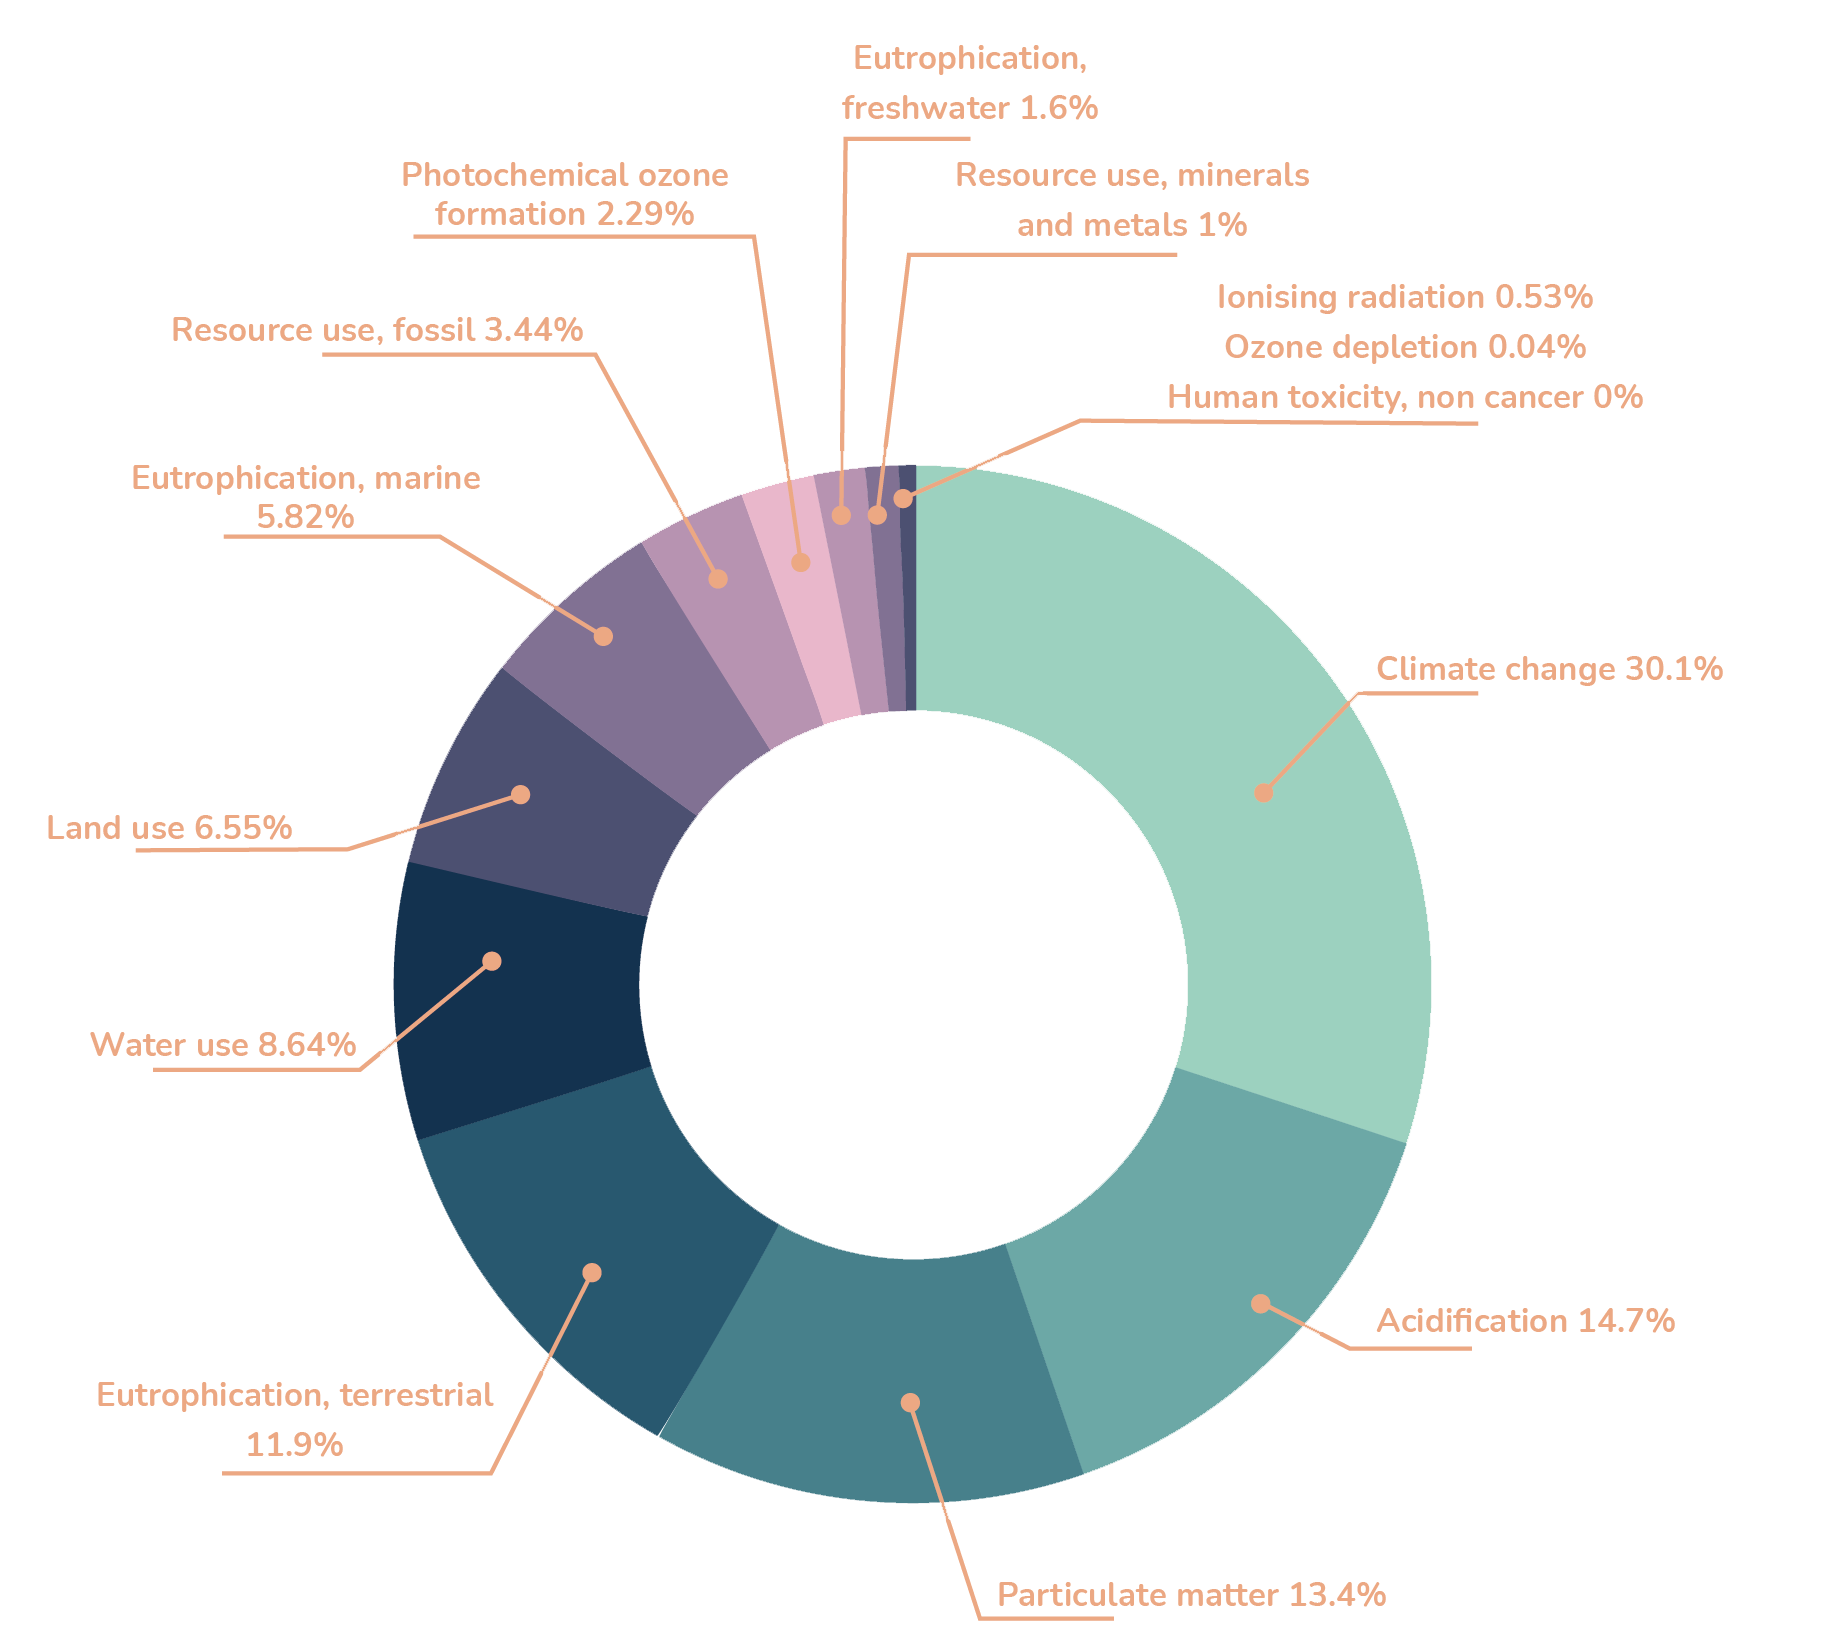 Eutrophication,
freshwater 1.6%
Photochemical ozone
formation 2.29%
Resource use, minerals
and metals 1%
Ionising radiation 0.53%
Ozone depletion 0.04%
Human toxicity, non cancer 0%
Resource use, fossil 3.44%
Eutrophication, marine
5.82%
Climate change 30.1%
Land use 6.55%
Water use 8.64%
Acidification 14.7%
Eutrophication, terrestrial
11.9%
Particulate matter 13.4%